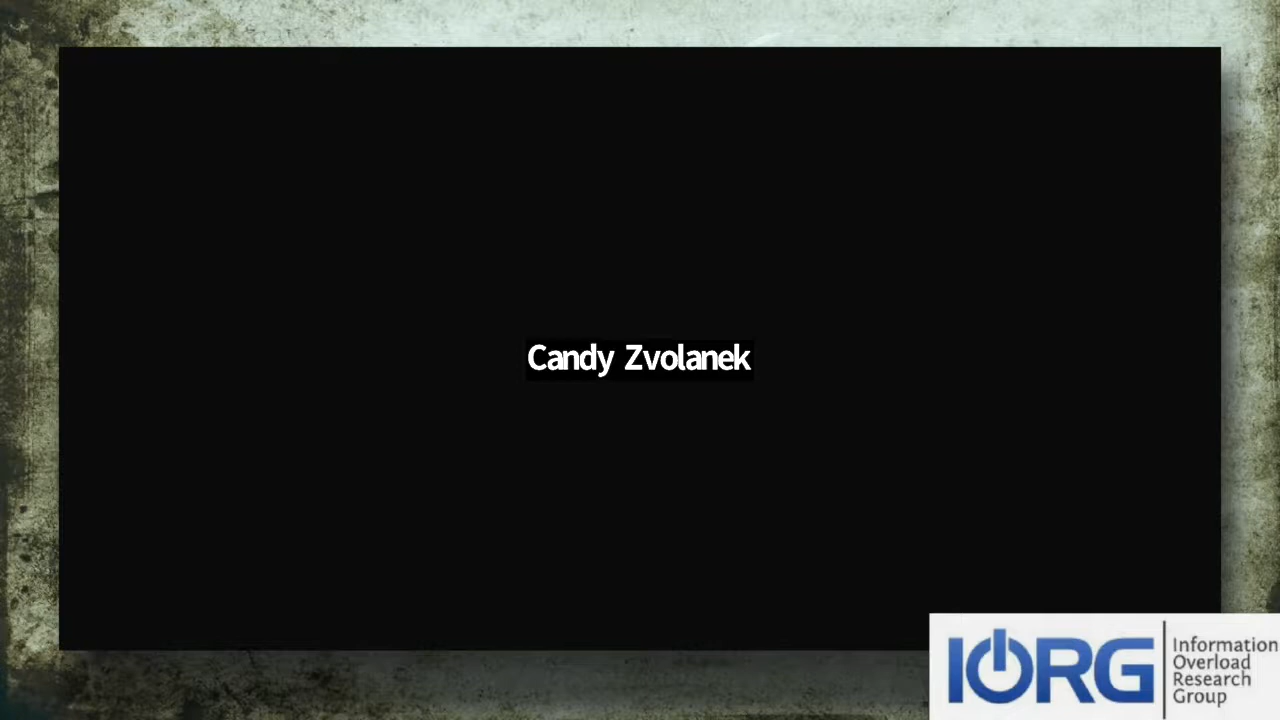 Candy Zvolanek
IORG
Information
Overload
Research
Group